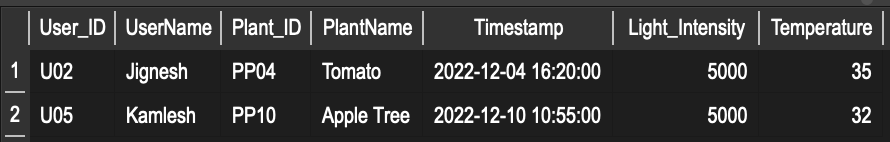 User_ID UserName Plant_ID PlantName Timestamp Light_Intensity Temperature
1 U02 Jignesh PP04 Tomato 2022-12-04 16:20:00 5000 35
2 U05 Kamlesh PP10 Apple Tree 2022-12-10 10:55:00 5000 32